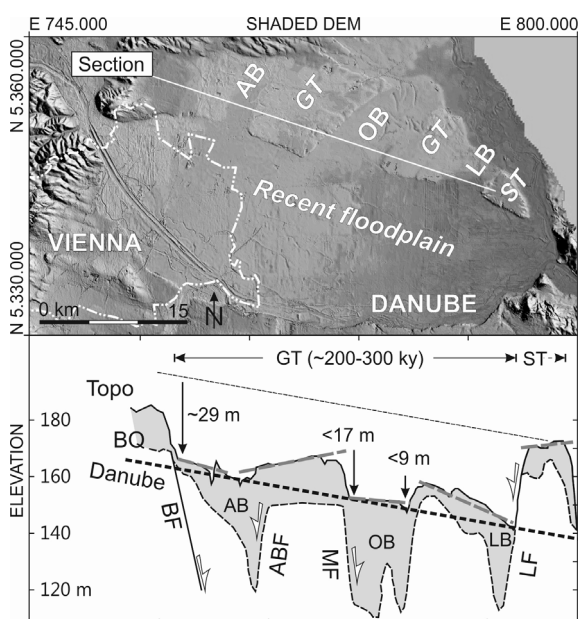 E 745.000 SHADED DEM E 800.000
N 5.360.000
Section
AB
GT
OB
GT
LB
ST
Recent floodplain
VIENNA
N 5.330.000
0 km 15
N
DANUBE
GT (~200-300 ky) ST
Topo
~29 m
180
BQ
<17 m
<9 m
Danube
160
ELEVATION
AB
BF
ABF
MF
OB
LB
LF
140
120 m